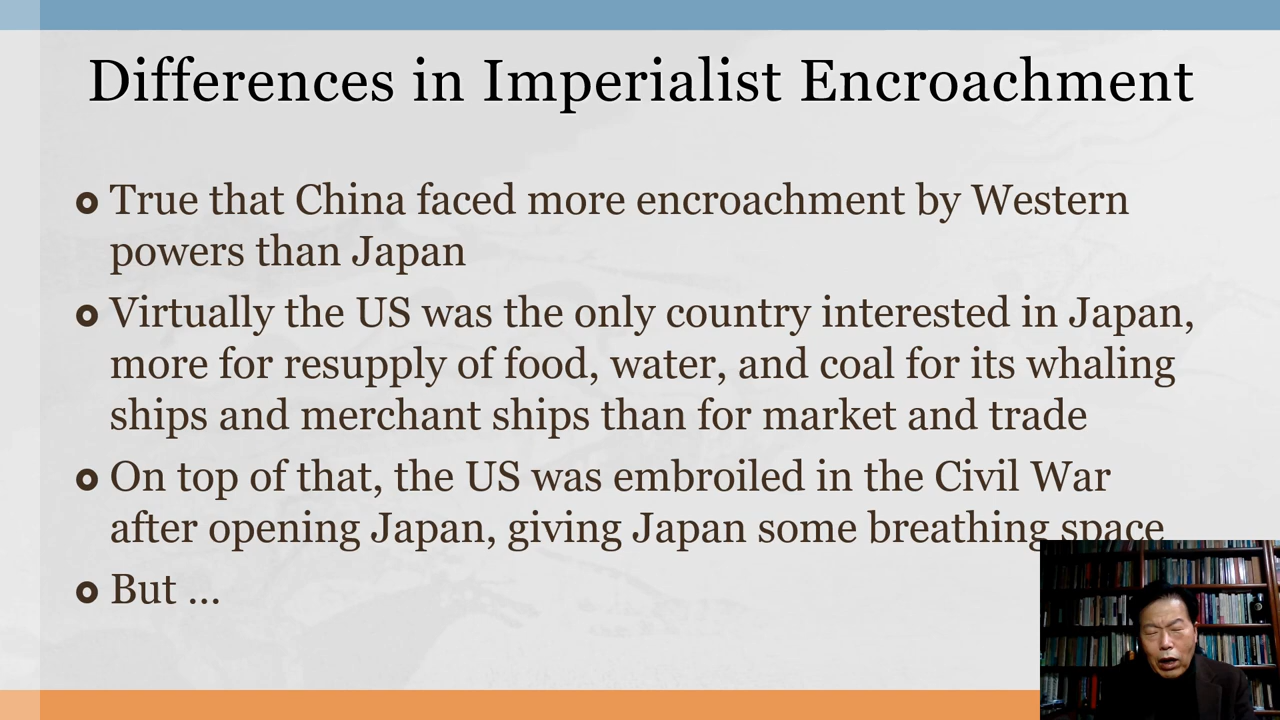 Differences in Imperialist Encroachment
True that China faced more encroachment by Western
powers than Japan
Virtually the US was the only country interested in Japan,
more for resupply of food, water, and coal for its whaling
ships and merchant ships than for market and trade
On top of that, the US was embroiled in the Civil War
after opening Japan, giving Japan some breathing space
But ...